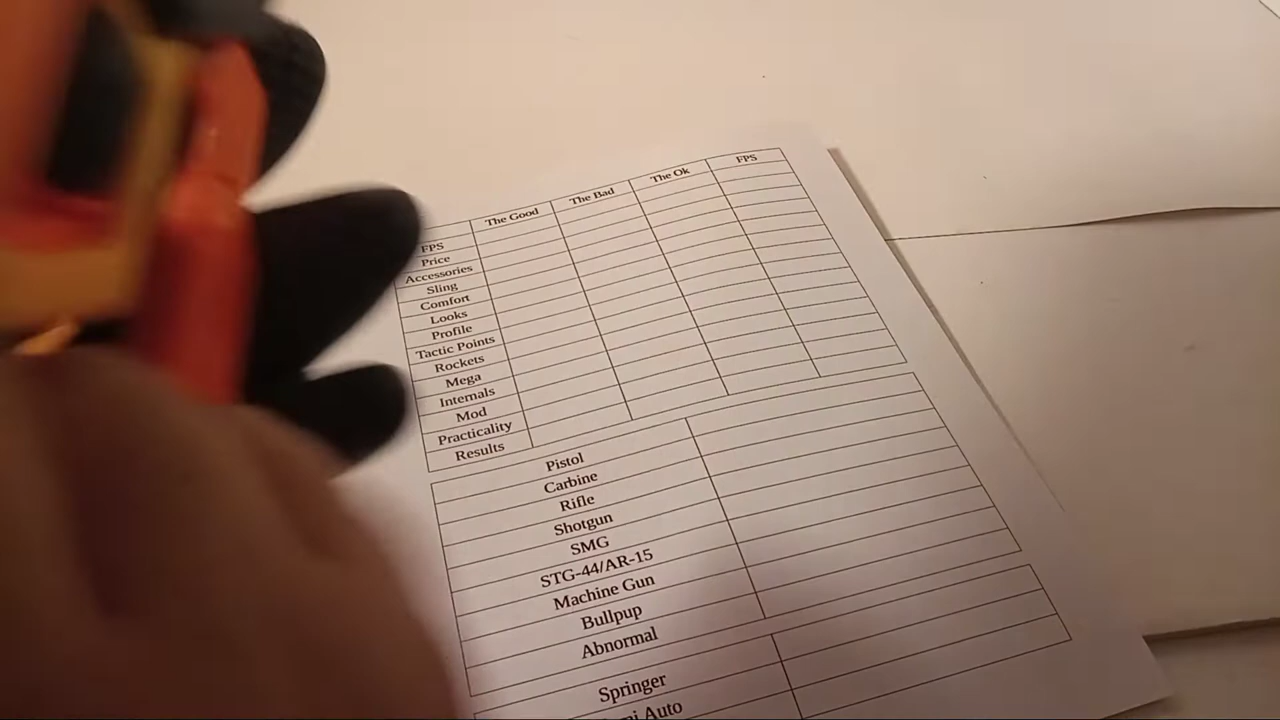 The Good The Bad The Ok FPS
FPS
Price
Accessories
Sling
Comfort
Looks
Profile
Tactic Points
Rockets
Mega
Internals
Mod
Practicality
Results
Pistol
Carbine
Rifle
Shotgun
SMG
STG-44/AR-15
Machine Gun
Bullpup
Abnormal
Springer
Auto